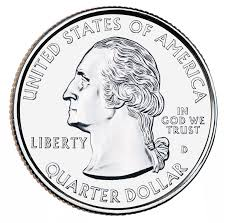 UNITED STATES OF AMERICA
LIBERTY
IN
GOD WE
TRUST
D
QUARTER DOLLAR